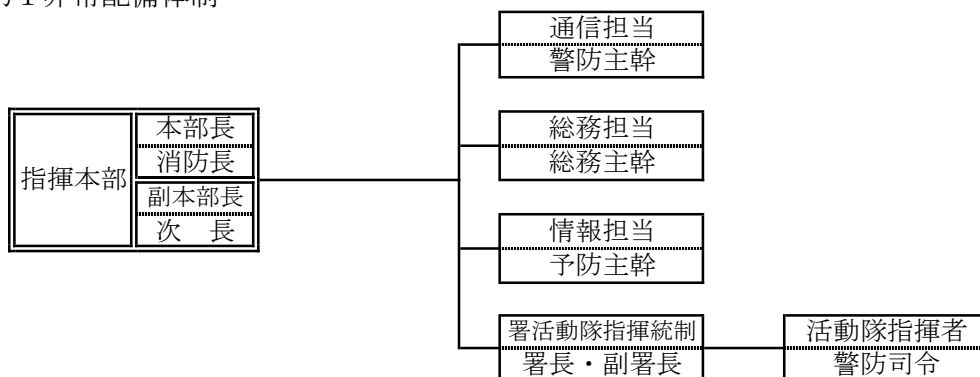 1非常配備体制
通信担当
警防主幹
本部長
消防長
指揮本部
副本部長
次　長
総務担当
総務主幹
情報担当
予防主幹
署活動隊指揮統制
署長・副署長
活動隊指揮者
警防司令